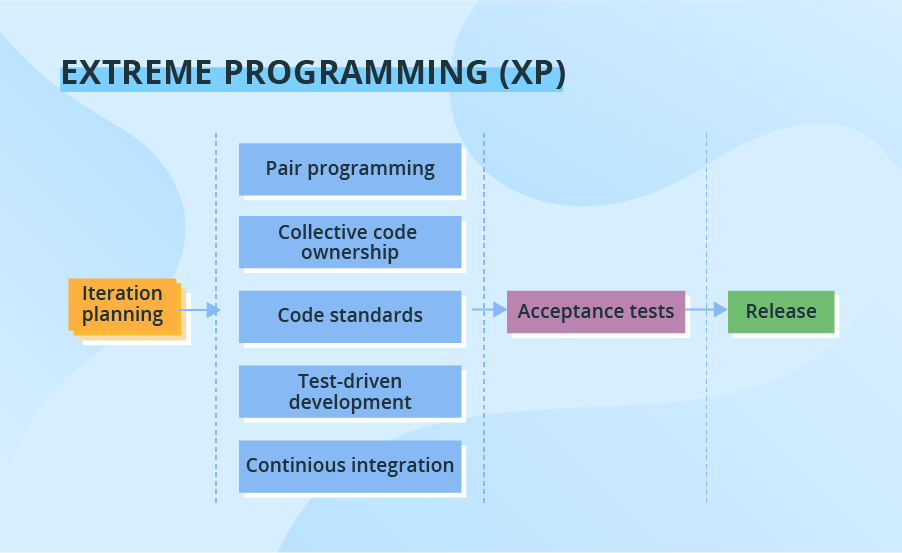 EXTREME PROGRAMMING (XP)
Iteration
planning
Pair programming
Collective code
ownership
Code standards
Test-driven
development
Continious integration
Acceptance tests
Release